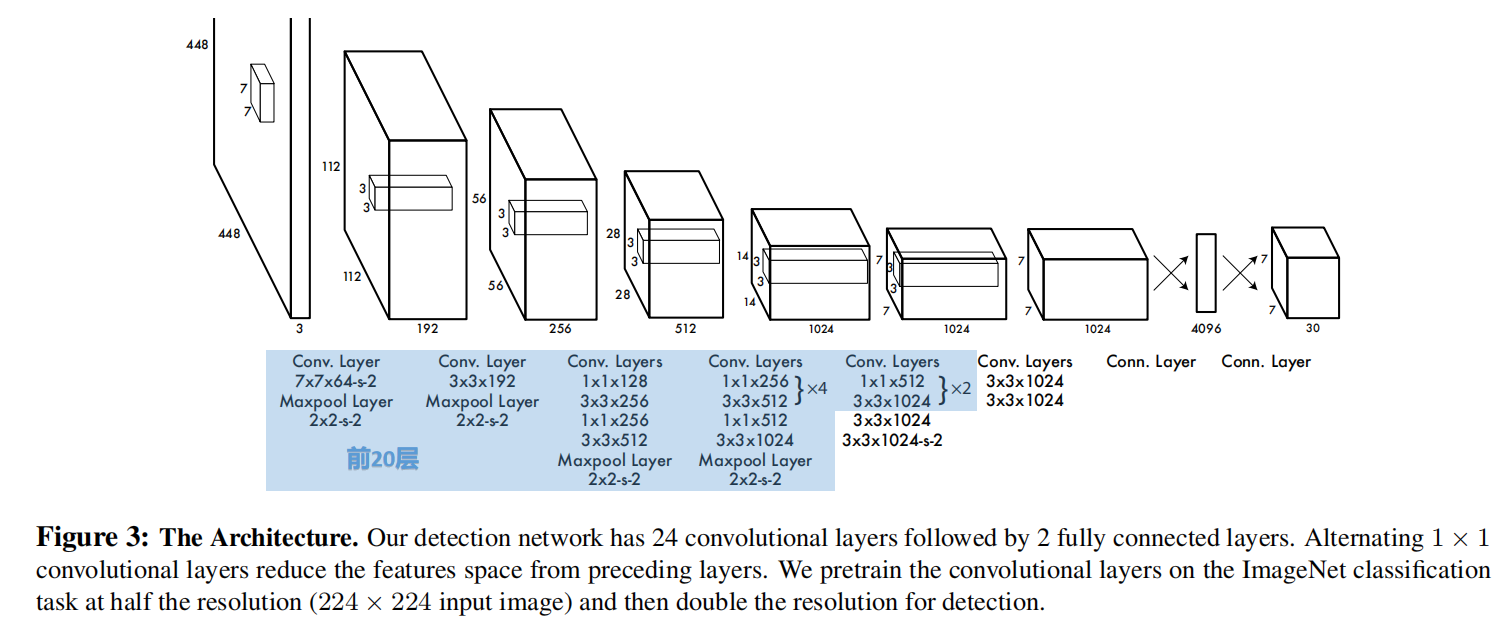 448
7
7
448
3
112
3
3
112
192
56
3
3
56
256
28
3
3
28
512
14
3
3
14
1024
7
3
3
7
1024
7
7
1024
4096
7
7
30
Conv. Layer
7x7x64-s-2
Maxpool Layer
2x2-s-2
Conv. Layer
3x3x192
Maxpool Layer
2x2-s-2
Conv. Layers
1x1x128
3x3x256
1x1x256
3x3x512
Maxpool Layer
2x2-s-2
Conv. Layers
1x1x256
3x3x512
}×4
1x1x512
3x3x1024
Maxpool Layer
2x2-s-2
Conv. Layers
1x1x512
3x3x1024
}×2
3x3x1024
3x3x1024-s-2
Conv. Layers
3x3x1024
3x3x1024
Conn. Layer
Conn. Layer
前20层
Figure 3: The Architecture. Our detection network has 24 convolutional layers followed by 2 fully connected layers. Alternating 1 × 1
convolutional layers reduce the features space from preceding layers. We pretrain the convolutional layers on the ImageNet classification
task at half the resolution (224 × 224 input image) and then double the resolution for detection.